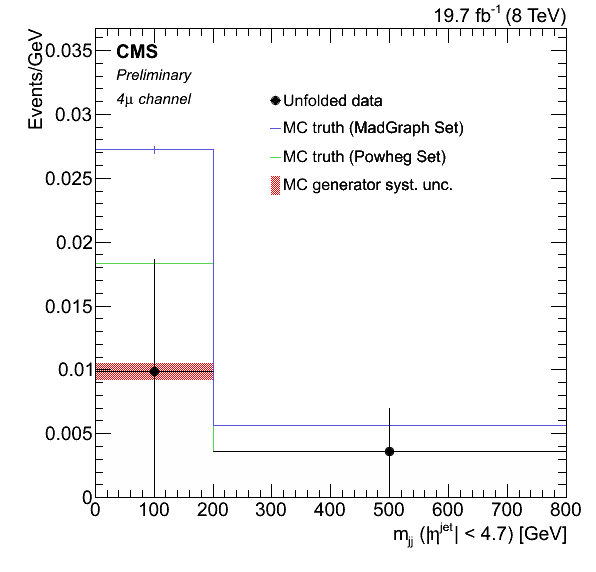 19.7 fb⁻¹ (8 TeV)
Events/GeV
0.035
0.03
0.025
0.02
0.015
0.01
0.005
0
CMS
Preliminary
4μ channel
Unfolded data
MC truth (MadGraph Set)
MC truth (Powheg Set)
MC generator syst. unc.
0 100 200 300 400 500 600 700 800
m_jj (|η^jet| < 4.7) [GeV]